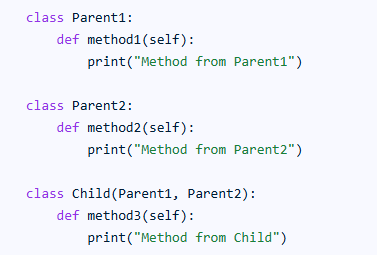 class Parent1:
    def method1(self):
        print("Method from Parent1")

class Parent2:
    def method2(self):
        print("Method from Parent2")

class Child(Parent1, Parent2):
    def method3(self):
        print("Method from Child")